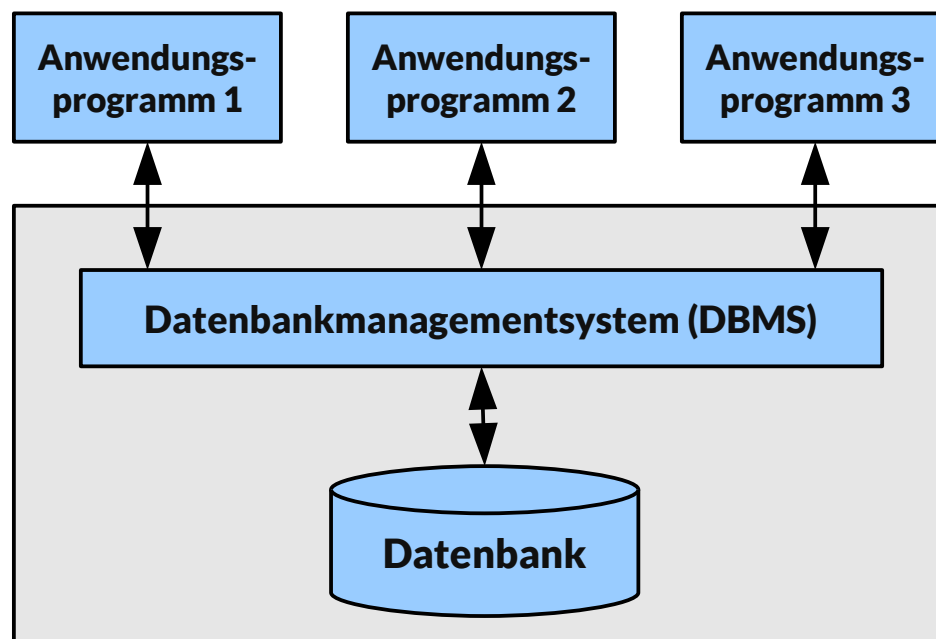 Anwendungs-
programm 1
Anwendungs-
programm 2
Anwendungs-
programm 3
Datenbankmanagementsystem (DBMS)
Datenbank